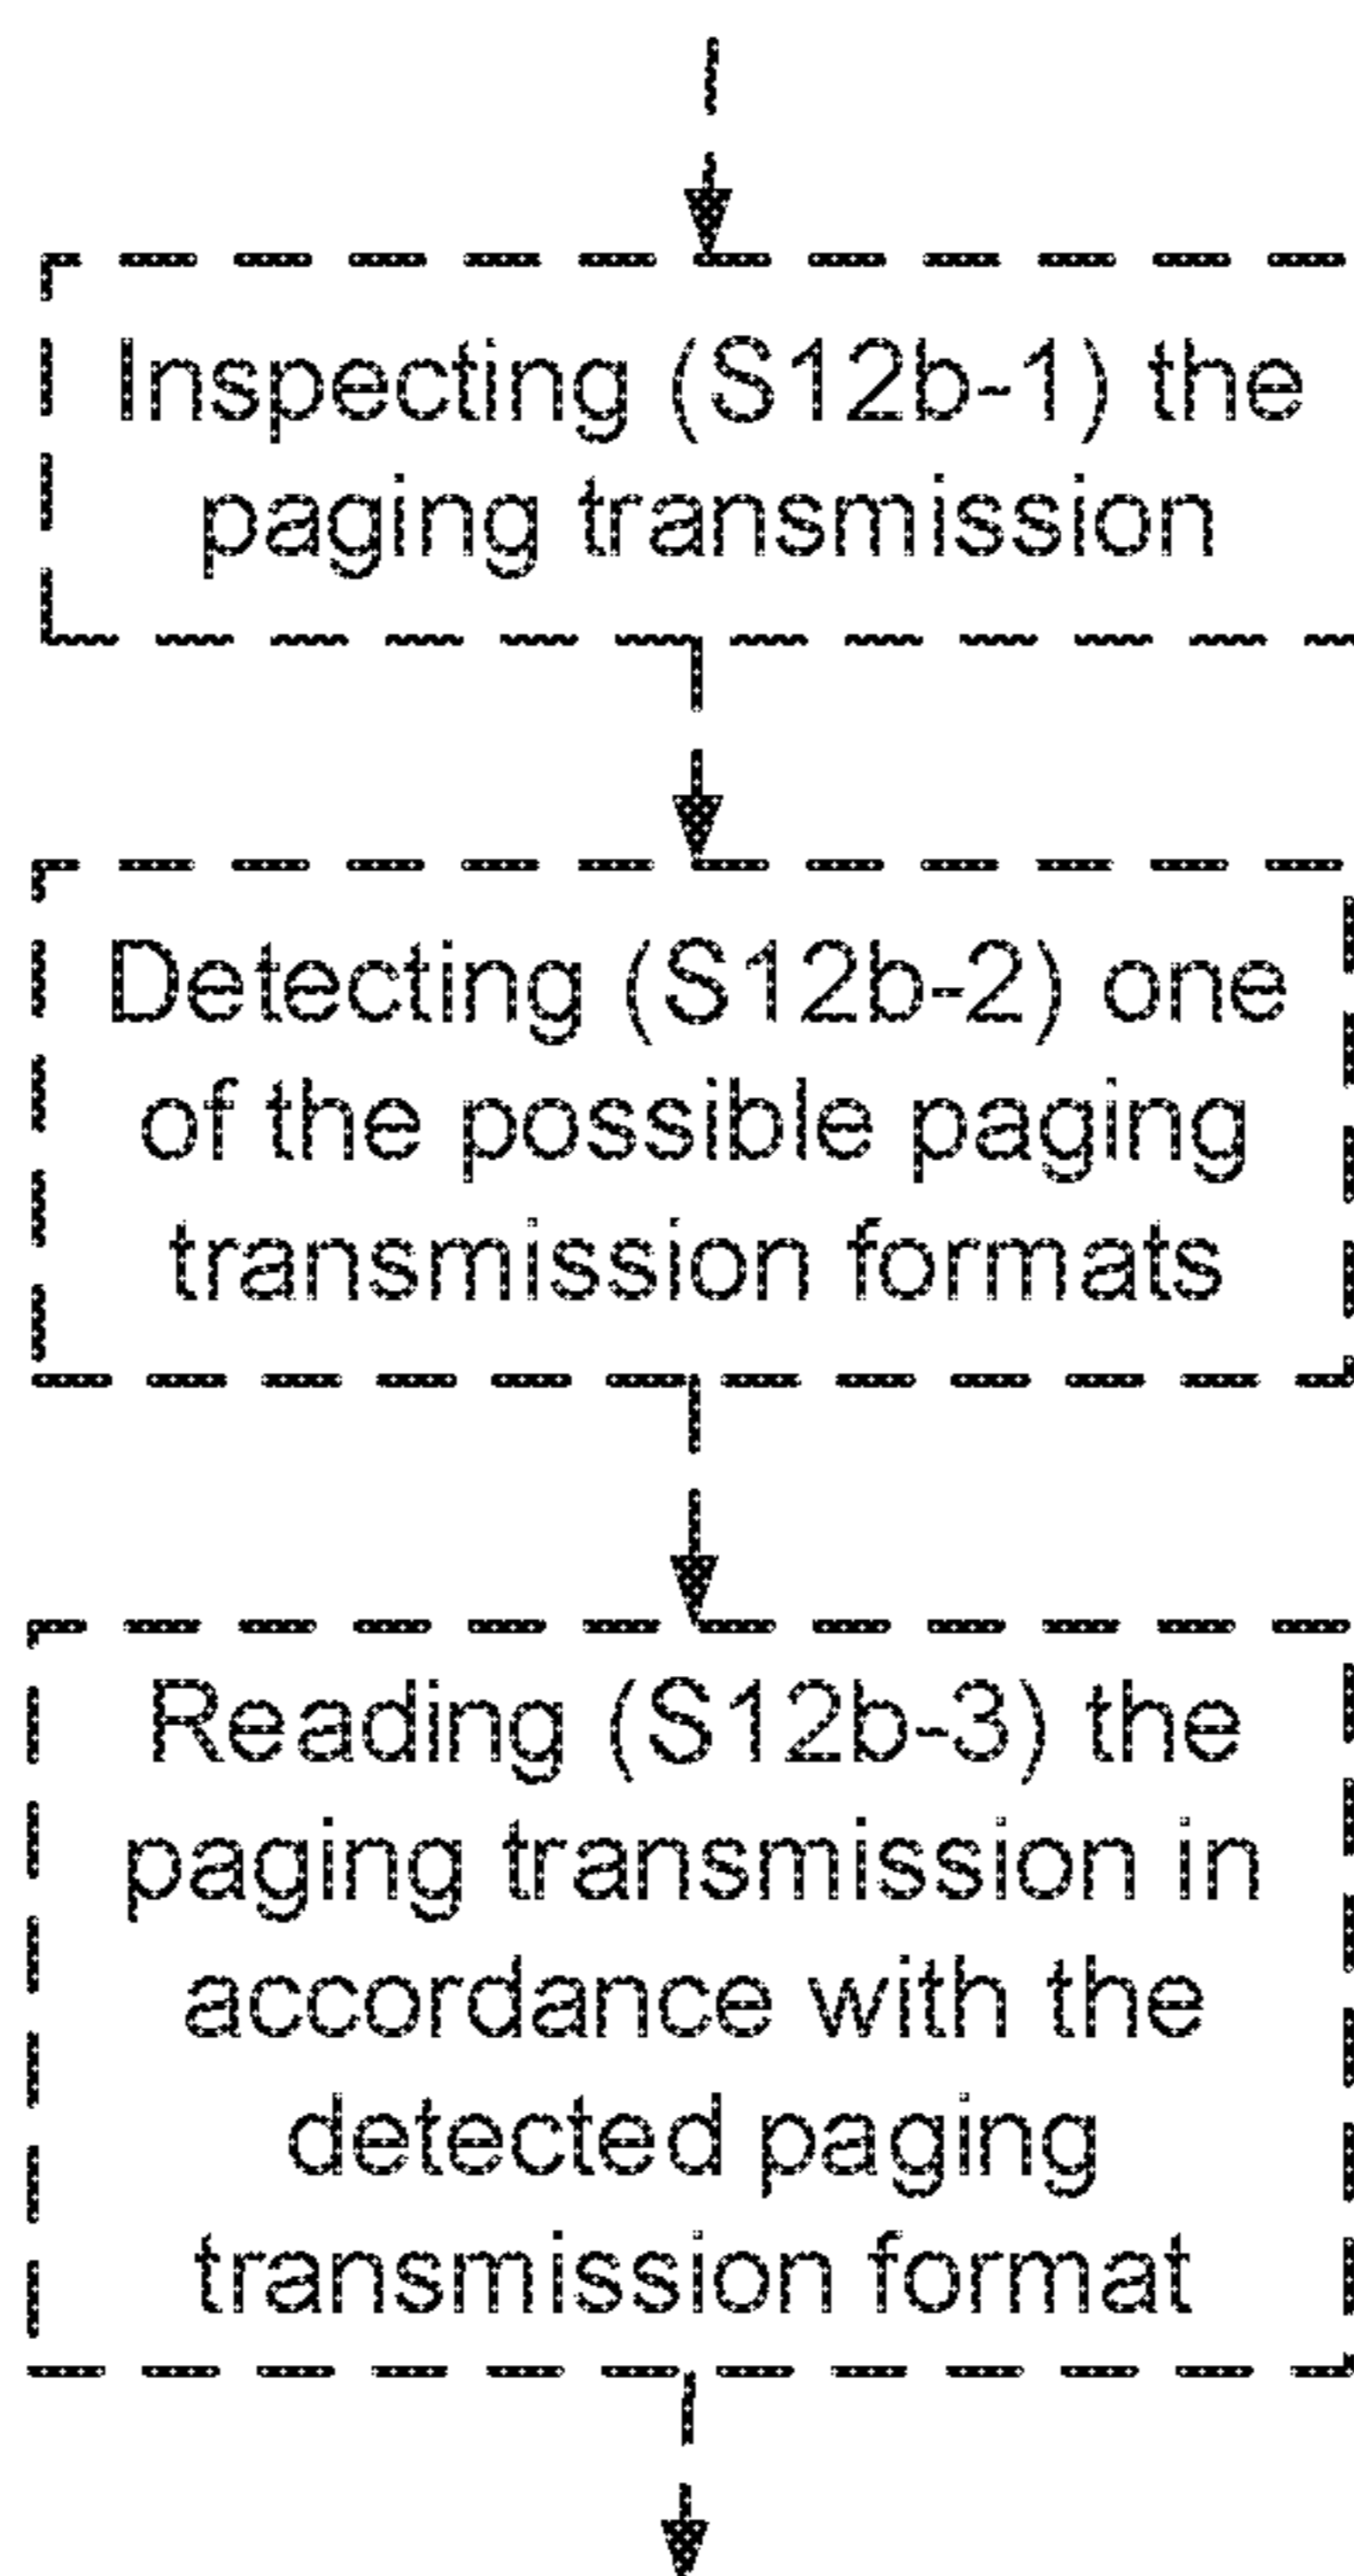 Inspecting (S12b-1) the
paging transmission
Detecting (S12b-2) one
of the possible paging
transmission formats
Reading (S12b-3) the
paging transmission in
accordance with the
detected paging
transmission format